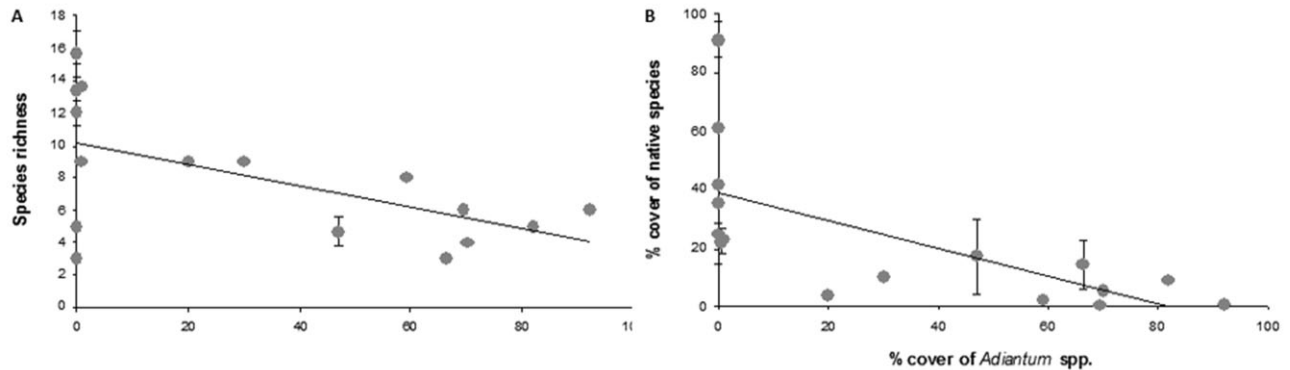 A
18
16
14
12
10
8
6
4
2
0
Species richness
0 20 40 60 80 10
B
100
80
60
40
20
0
% cover of native species
0 20 40 60 80 100
% cover of Adiantum spp.